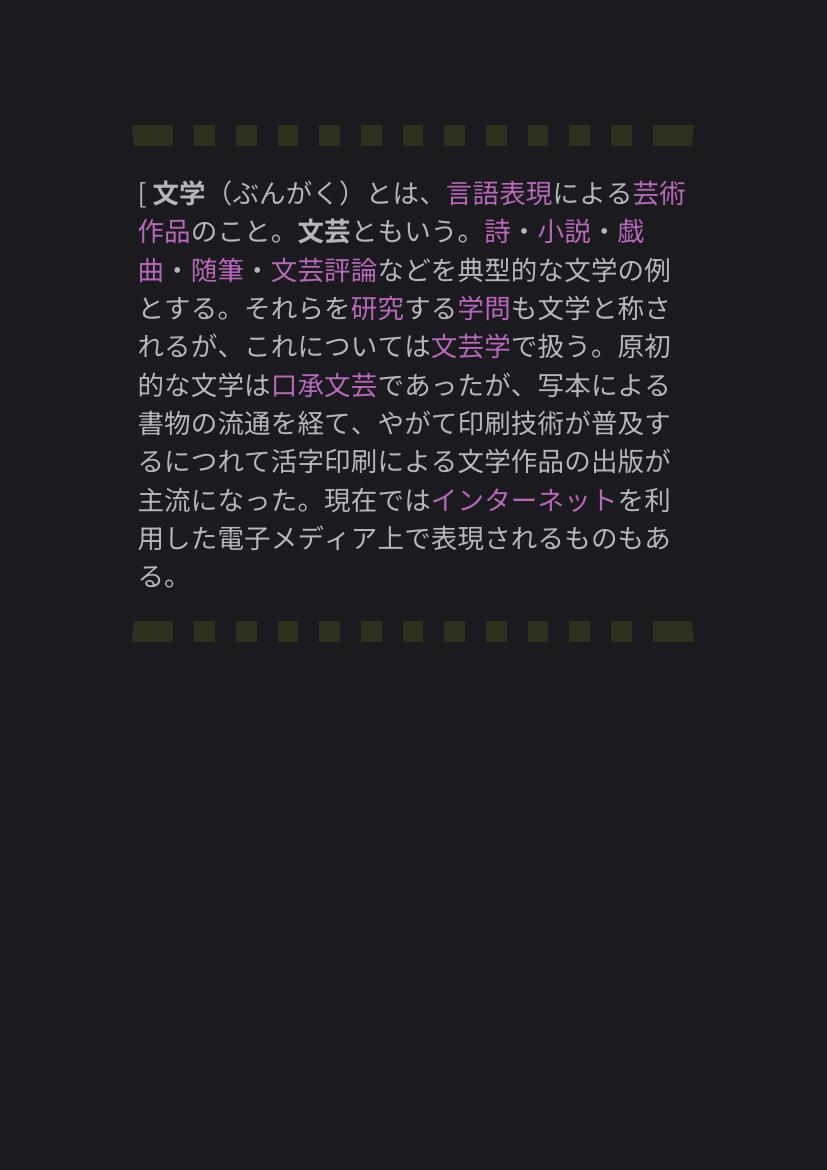 [ 文学（ぶんがく）とは、言語表現による芸術
作品のこと。文芸ともいう。詩・小説・戯
曲・随筆・文芸評論などを典型的な文学の例
とする。それらを研究する学問も文学と称さ
れるが、これについては文芸学で扱う。原初
的な文学は口承文芸であったが、写本による
書物の流通を経て、やがて印刷技術が普及す
るにつれて活字印刷による文学作品の出版が
主流になった。現在ではインターネットを利
用した電子メディア上で表現されるものもあ
る。